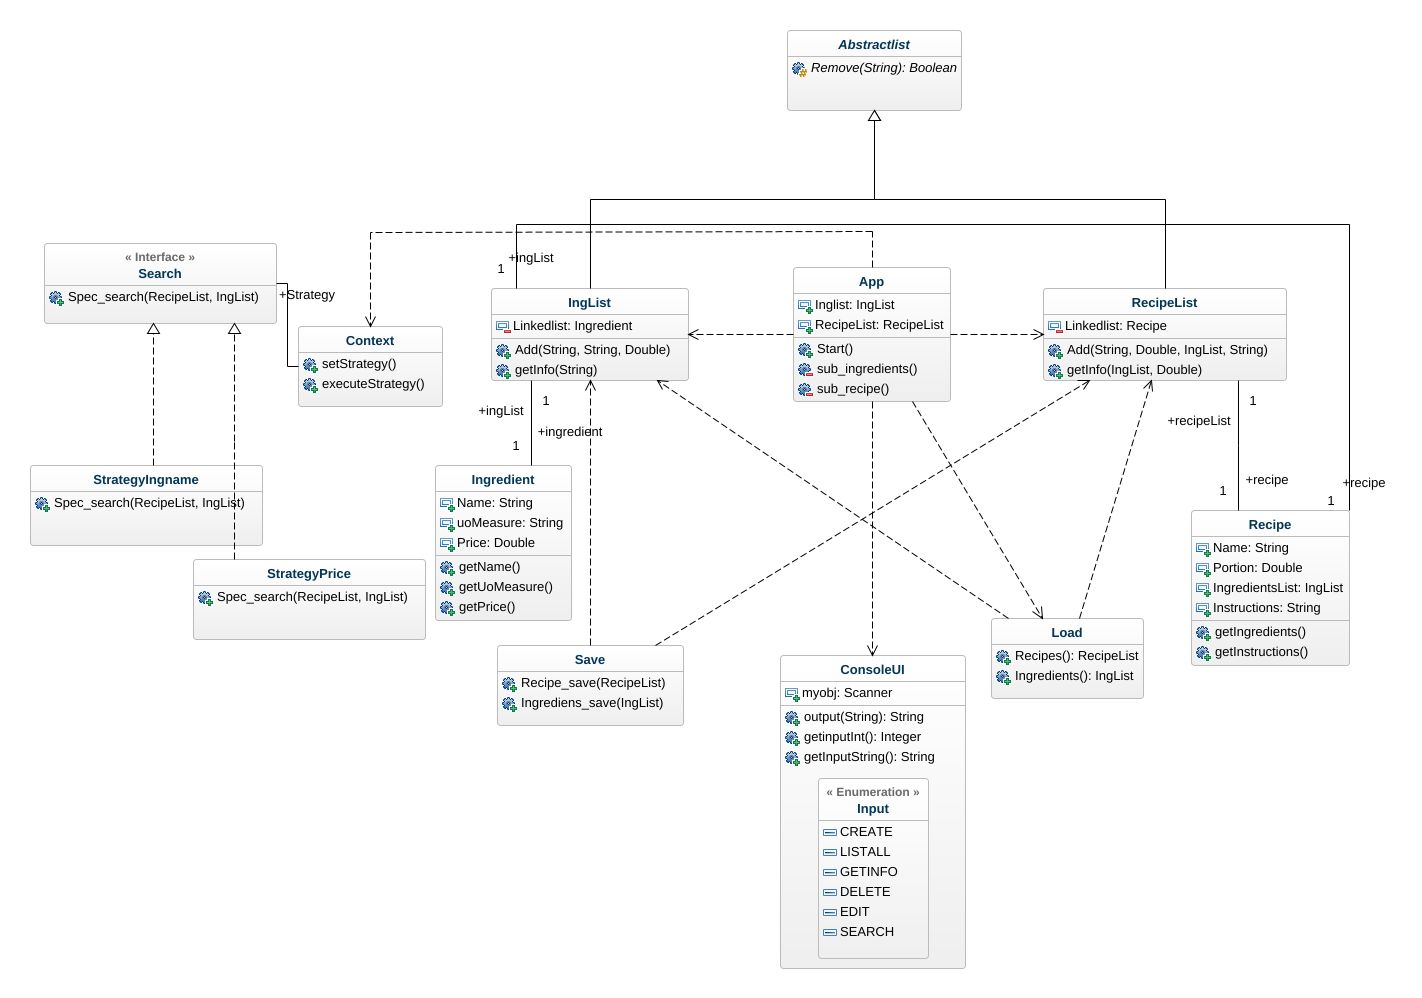 Abstractlist
Remove(String): Boolean
« Interface »
Search
Spec_search(RecipeList, IngList)
+Strategy
Context
setStrategy()
executeStrategy()
+ingList
1
IngList
Linkedlist: Ingredient
Add(String, String, Double)
getInfo(String)
App
Inglist: IngList
RecipeList: RecipeList
Start()
sub_ingredients()
sub_recipe()
RecipeList
Linkedlist: Recipe
Add(String, Double, IngList, String)
getInfo(IngList, Double)
+ingList
1
+ingredient
1
1
+recipeList
+recipe
1
+recipe
1
StrategyIngname
Spec_search(RecipeList, IngList)
StrategyPrice
Spec_search(RecipeList, IngList)
Ingredient
Name: String
uoMeasure: String
Price: Double
getName()
getUoMeasure()
getPrice()
Recipe
Name: String
Portion: Double
IngredientsList: IngList
Instructions: String
getIngredients()
getInstructions()
Save
Recipe_save(RecipeList)
Ingrediens_save(IngList)
Load
Recipes(): RecipeList
Ingredients(): IngList
ConsoleUI
myobj: Scanner
output(String): String
getinputInt(): Integer
getInputString(): String
« Enumeration »
Input
CREATE
LISTALL
GETINFO
DELETE
EDIT
SEARCH